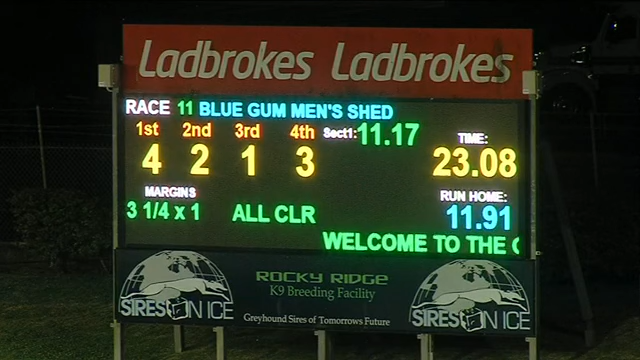 Ladbrokes Ladbrokes
RACE 11 BLUE GUM MEN'S SHED
1st 2nd 3rd 4th Sect1: 11.17 TIME:
4 2 1 3 23.08
MARGINS RUN HOME:
3 1/4 x 1 ALL CLR 11.91
WELCOME TO THE
SIRES ON ICE ROCKY RIDGE SIRES ON ICE
K9 Breeding Facility
Greyhound Sires of Tomorrows Future